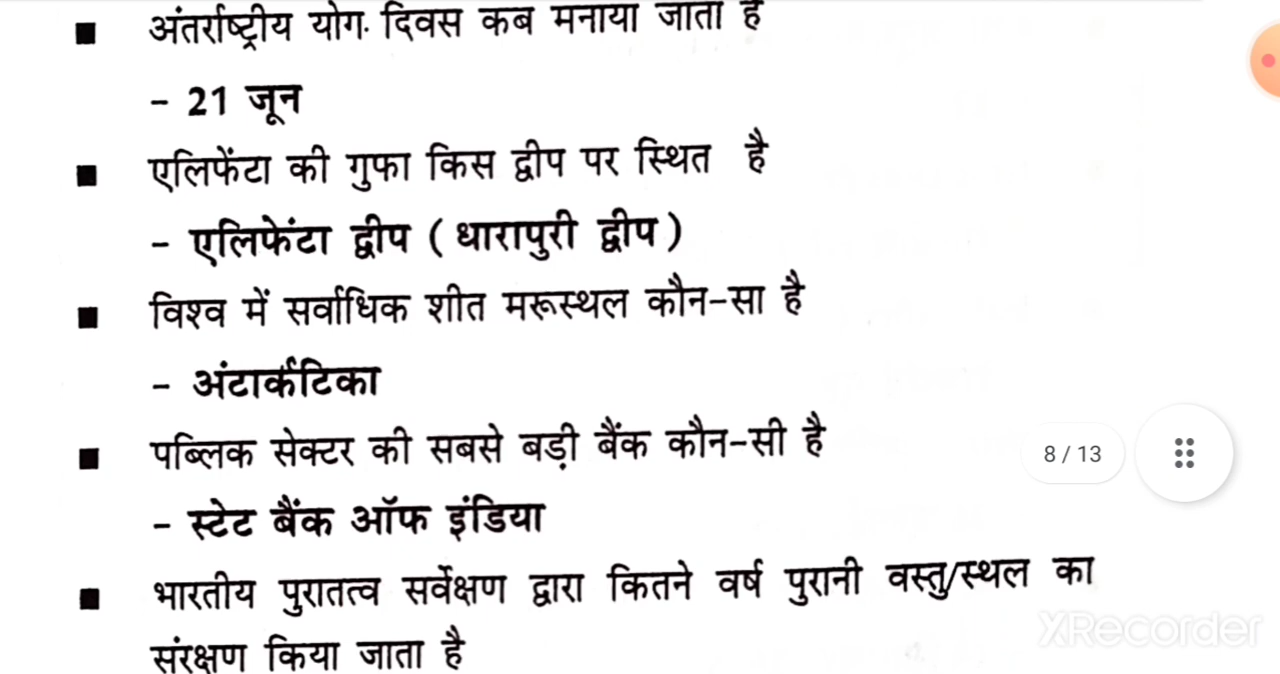 ■ अंतर्राष्ट्रीय योग. दिवस कब मनाया जाता है
- 21 जून
■ एलिफेंटा की गुफा किस द्वीप पर स्थित है
- एलिफेंटा द्वीप ( धारापुरी द्वीप )
■ विश्व में सर्वाधिक शीत मरूस्थल कौन-सा है
- अंटार्कटिका
■ पब्लिक सेक्टर की सबसे बड़ी बैंक कौन-सी है
8 / 13
- स्टेट बैंक ऑफ इंडिया
■ भारतीय पुरातत्व सर्वेक्षण द्वारा कितने वर्ष पुरानी वस्तु/स्थल का
संरक्षण किया जाता है
XRecorder